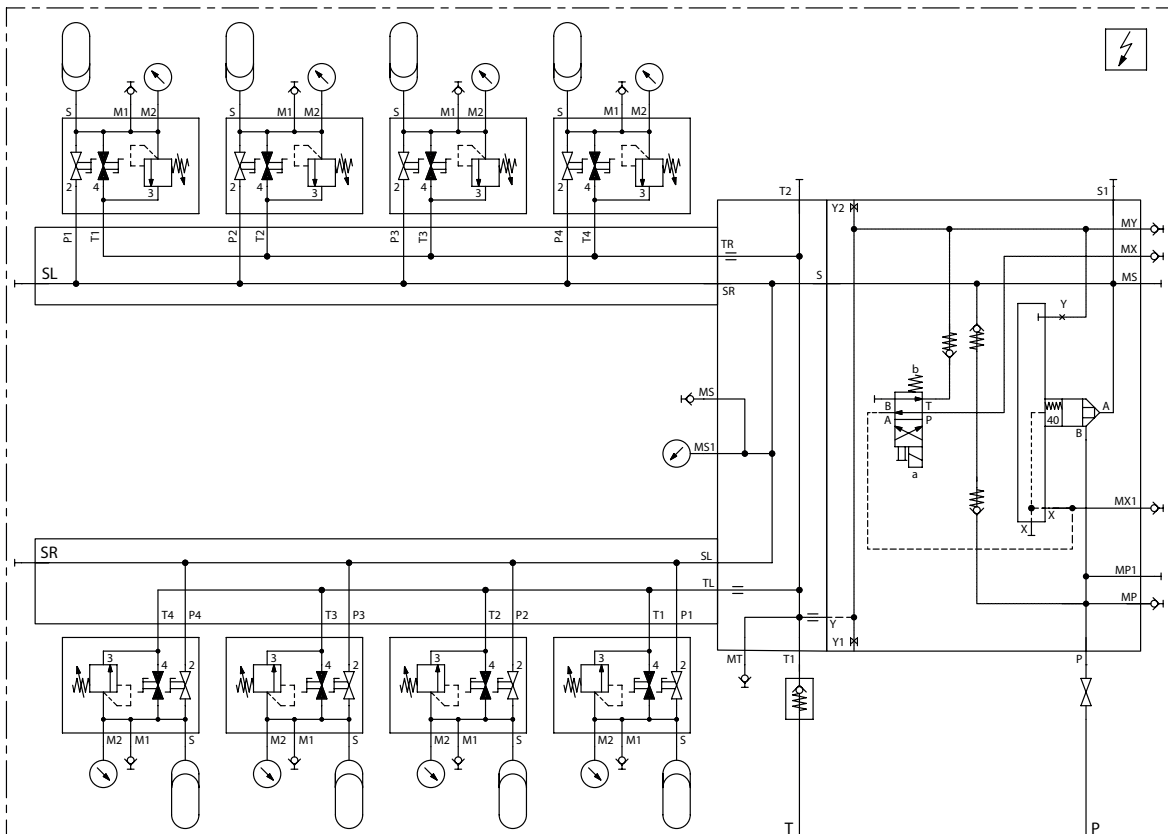 S M1 M2 S M1 M2 S M1 M2 S M1 M2
2 4 3 2 4 3 2 4 3 2 4 3
T2 S1
Y2 MY
P1 T1 P2 T2 P3 T3 P4 T4
TR MX
SL S MS
SR
Y
b
MS
B T A
A P 40
B
MS1
a
MX1
X X
SR SL
MP1
TL
MP
T4 P4 T3 P3 T2 P2 T1 P1
Y
Y1
3 4 2 3 4 2 3 4 2 3 4 2
MT T1 P
M2 M1 S M2 M1 S M2 M1 S M2 M1 S
T P